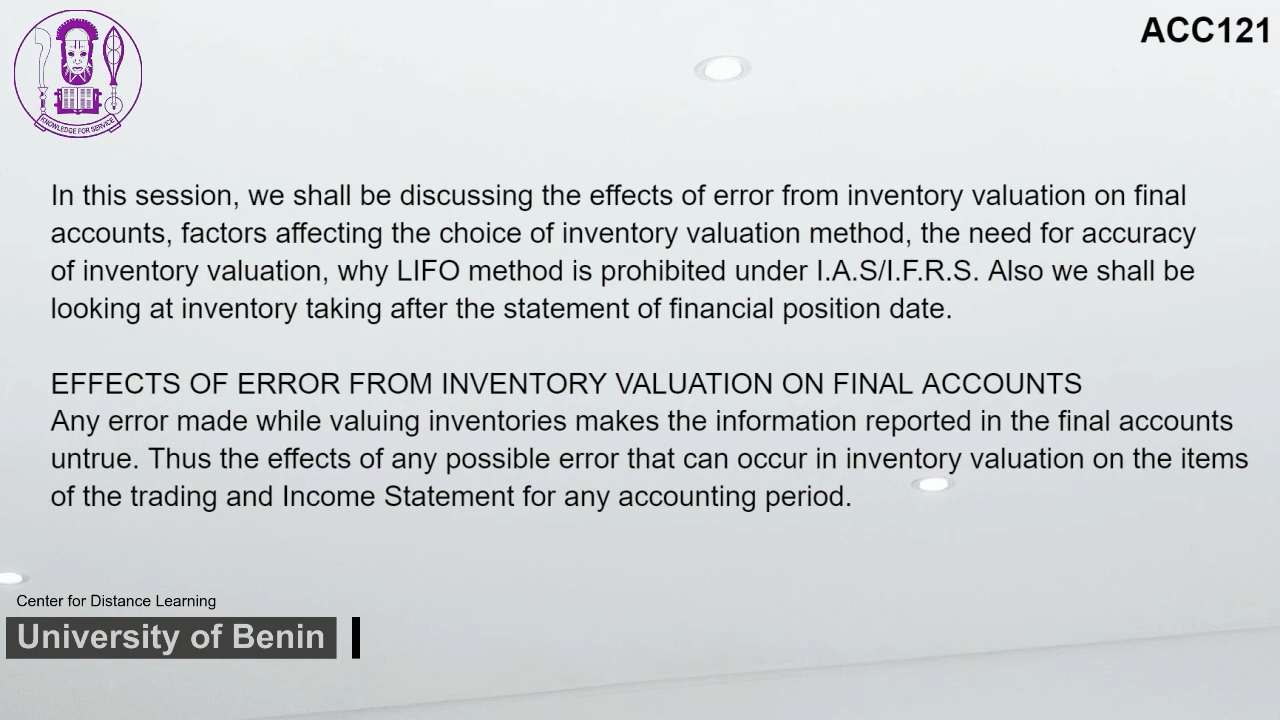 ACC121
KNOWLEDGE FOR SERVICE
In this session, we shall be discussing the effects of error from inventory valuation on final
accounts, factors affecting the choice of inventory valuation method, the need for accuracy
of inventory valuation, why LIFO method is prohibited under I.A.S/I.F.R.S. Also we shall be
looking at inventory taking after the statement of financial position date.
EFFECTS OF ERROR FROM INVENTORY VALUATION ON FINAL ACCOUNTS
Any error made while valuing inventories makes the information reported in the final accounts
untrue. Thus the effects of any possible error that can occur in inventory valuation on the items
of the trading and Income Statement for any accounting period.
Center for Distance Learning
University of Benin